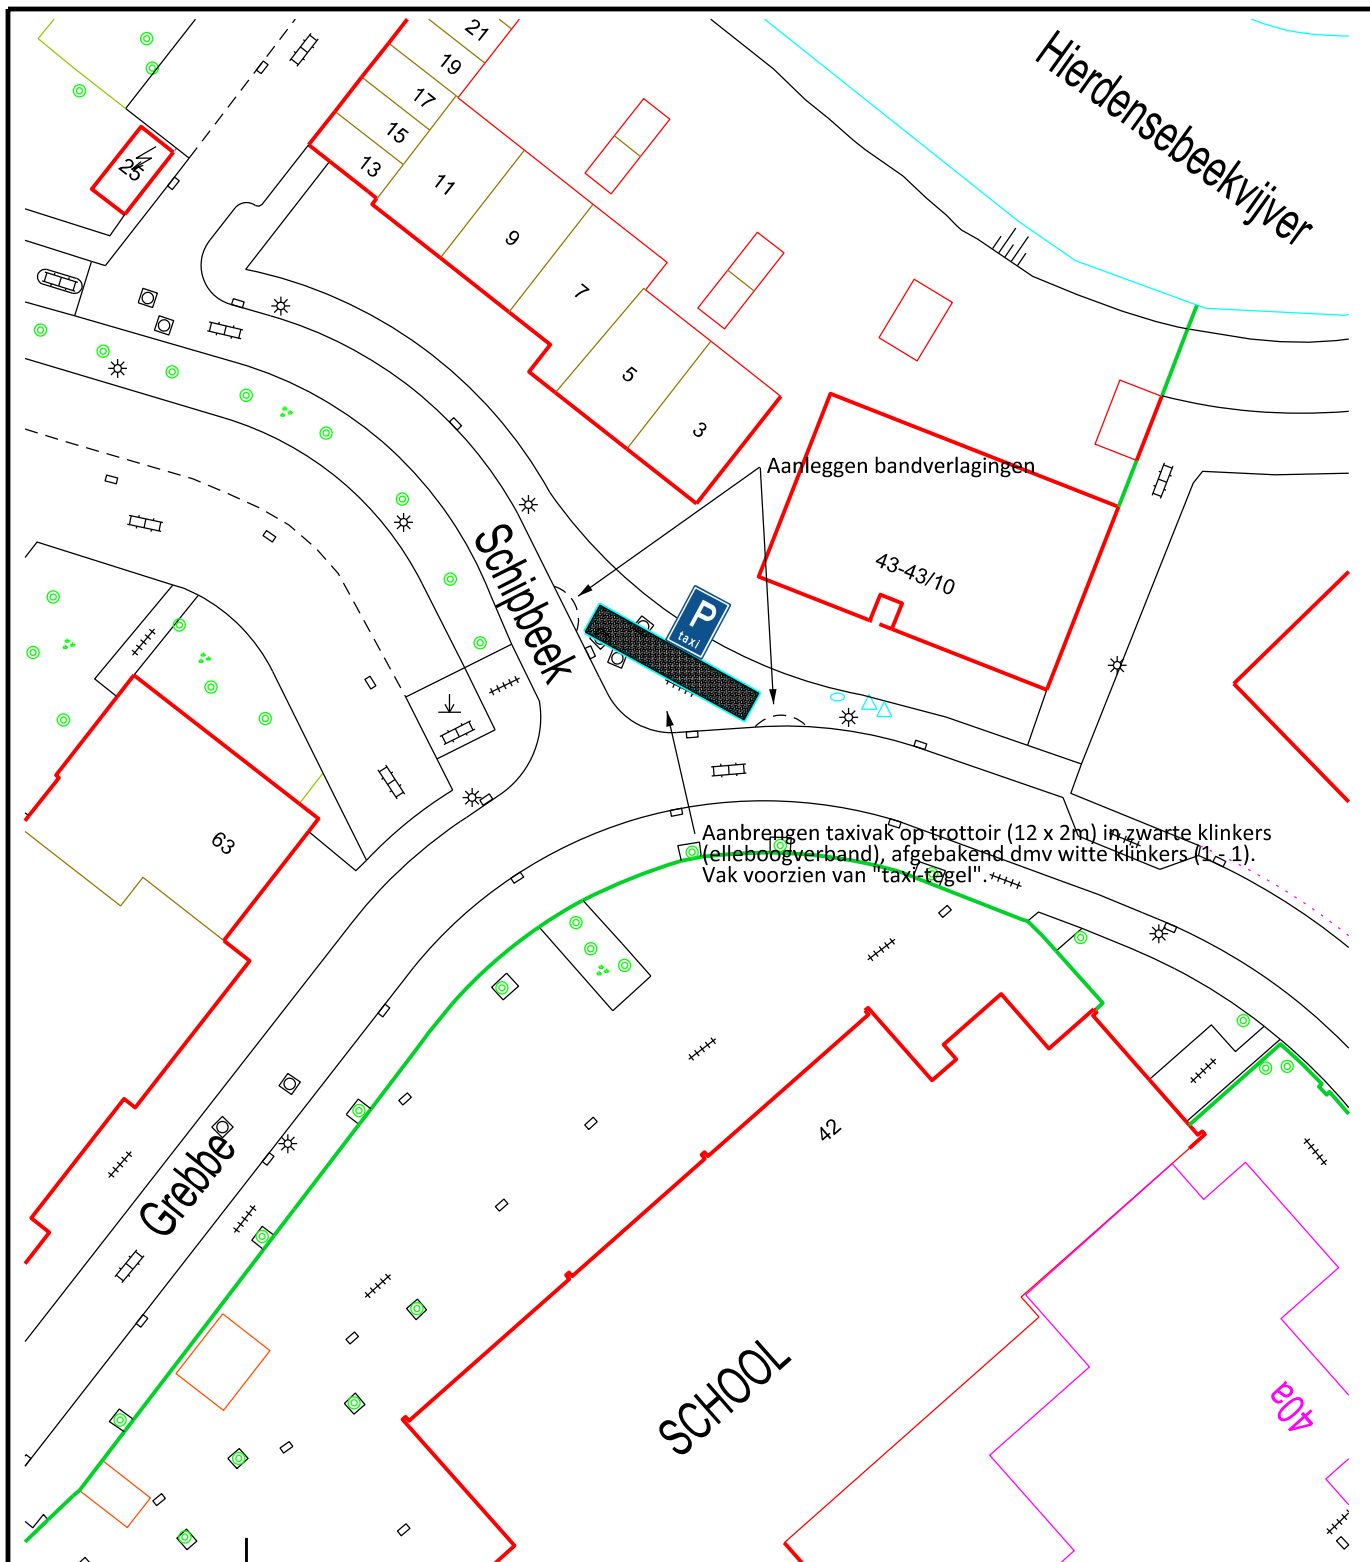 21
19
17
15
13
11
9
7
5
3
25
Hierdensebeekvijver
Aanleggen bandverlagingen
43-43/10
Schipbeek
P
taxi
63
Aanbrengen taxivak op trottoir (12 x 2m) in zwarte klinkers
(elleboogverband), afgebakend dmv witte klinkers (1 - 1).
Vak voorzien van "taxi-tegel".
42
Grebbe
SCHOOL
40a